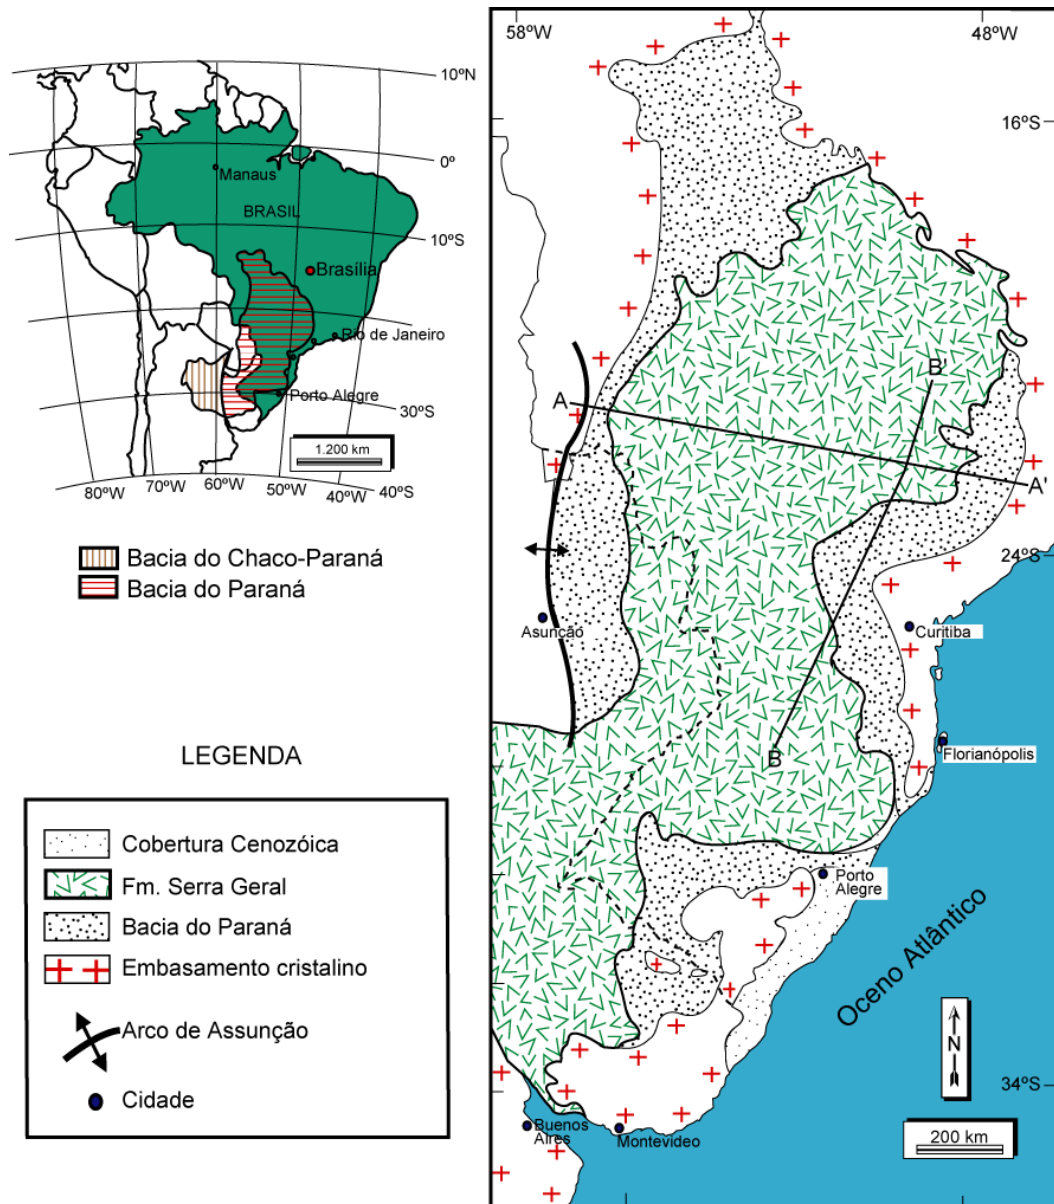 10ºN
0º
Manaus
BRASIL
10ºS
Brasília
Rio de Janeiro
Porto Alegre
30ºS
1.200 km
80ºW
70ºW
60ºW
50ºW
40ºW
40ºS
Bacia do Chaco-Paraná
Bacia do Paraná
LEGENDA
Cobertura Cenozóica
Fm. Serra Geral
Bacia do Paraná
Embasamento cristalino
Arco de Assunção
Cidade
58ºW
48ºW
16ºS
B'
A
A'
24ºS
Asunção
Curitiba
B
Florianópolis
Porto
Alegre
Oceno Atlântico
N
34ºS
Buenos
Aires
Montevideo
200 km